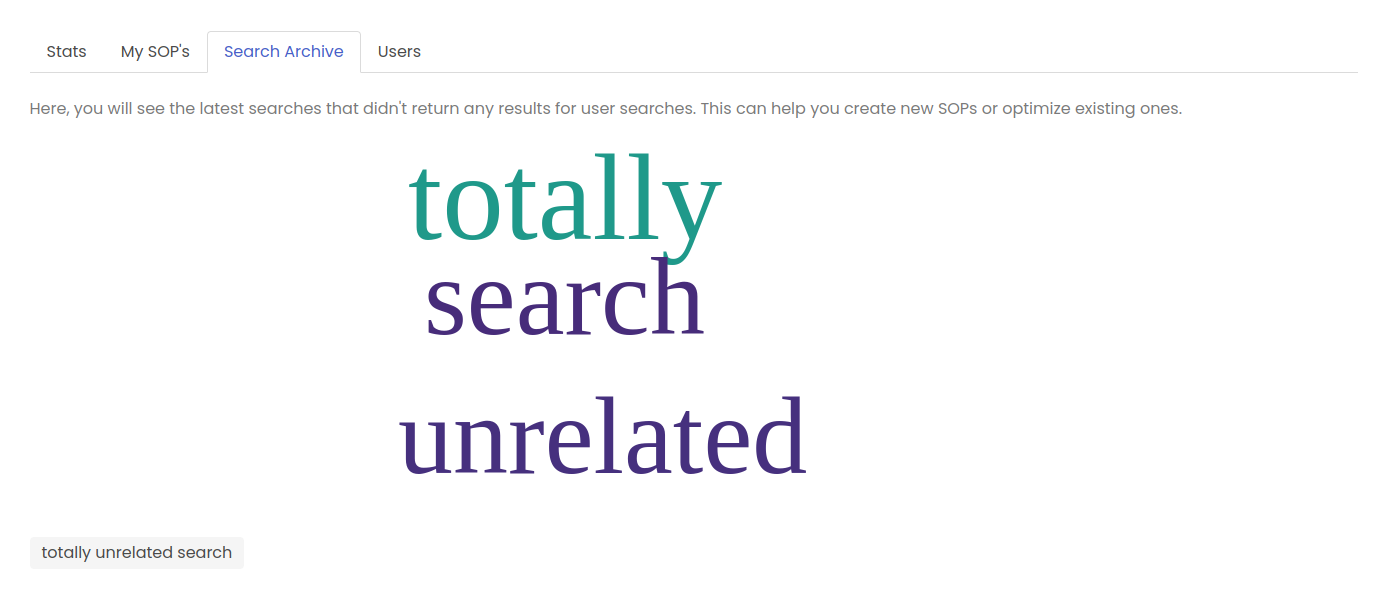 Stats My SOP's Search Archive Users
Here, you will see the latest searches that didn't return any results for user searches. This can help you create new SOPs or optimize existing ones.
totally
search
unrelated
totally unrelated search